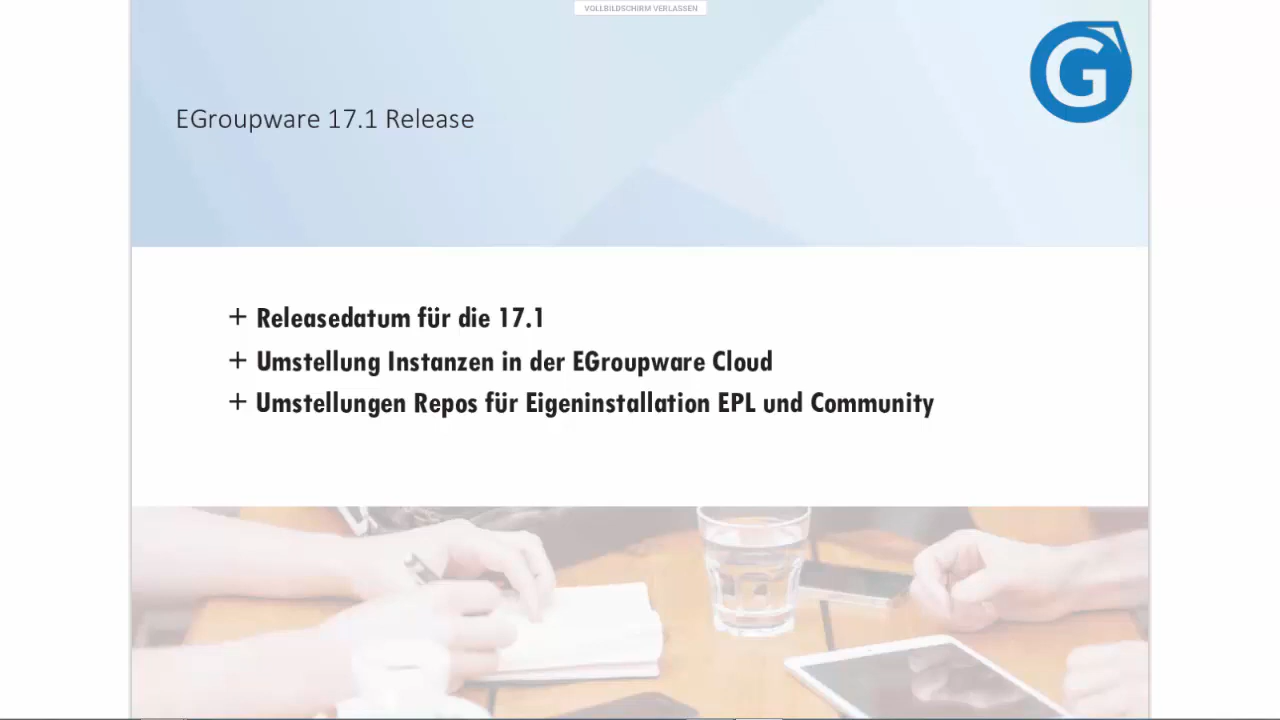 VOLLBILDSCHIRM VERLASSEN
G
EGroupware 17.1 Release
+ Releasedatum für die 17.1
+ Umstellung Instanzen in der EGroupware Cloud
+ Umstellungen Repos für Eigeninstallation EPL und Community